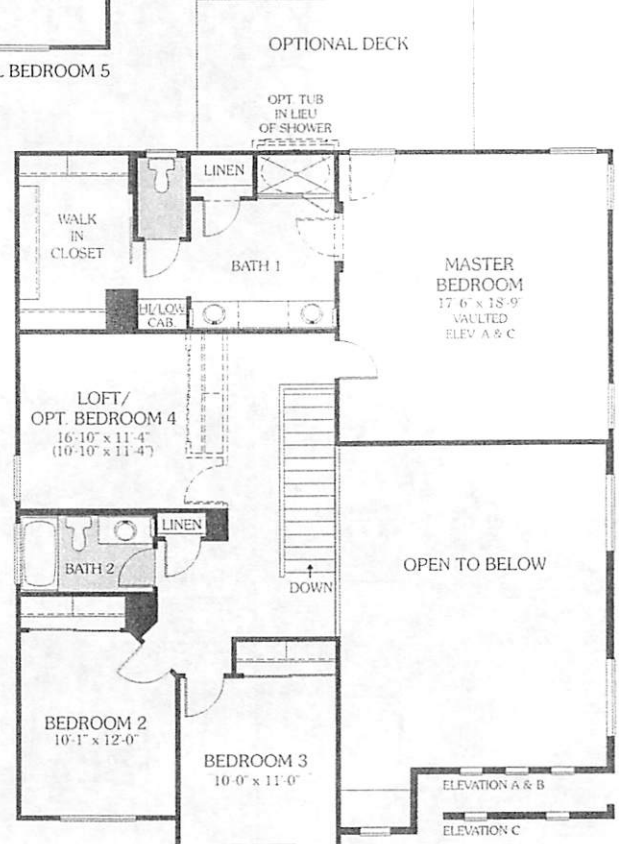 OPTIONAL DECK
L BEDROOM 5
OPT. TUB
IN LIEU
OF SHOWER
LINEN
WALK
IN
CLOSET
BATH 1
MASTER
BEDROOM
17'-6" x 18'-9"
VAULTED
ELEV. A & C
HI/LOW
CAB.
LOFT/
OPT. BEDROOM 4
16'-10" x 11'-4"
(10'-10" x 11'-4")
LINEN
BATH 2
OPEN TO BELOW
DOWN
BEDROOM 2
10'-1" x 12'-0"
BEDROOM 3
10'-0" x 11'-0"
ELEVATION A & B
ELEVATION C